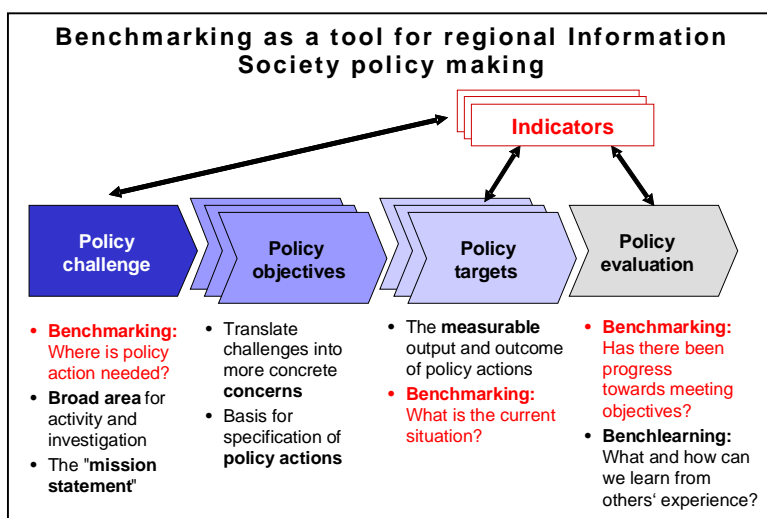 Benchmarking as a tool for regional Information
Society policy making
Indicators
Policy
challenge
Policy
objectives
Policy
targets
Policy
evaluation
• Benchmarking:
Where is policy
action needed?
• Broad area for
activity and
investigation
• The "mission
statement"
• Translate
challenges into
more concrete
concerns
• Basis for
specification of
policy actions
• The measurable
output and outcome
of policy actions
• Benchmarking:
What is the current
situation?
• Benchmarking:
Has there been
progress
towards meeting
objectives?
• Benchlearning:
What and how can
we learn from
others‘ experience?